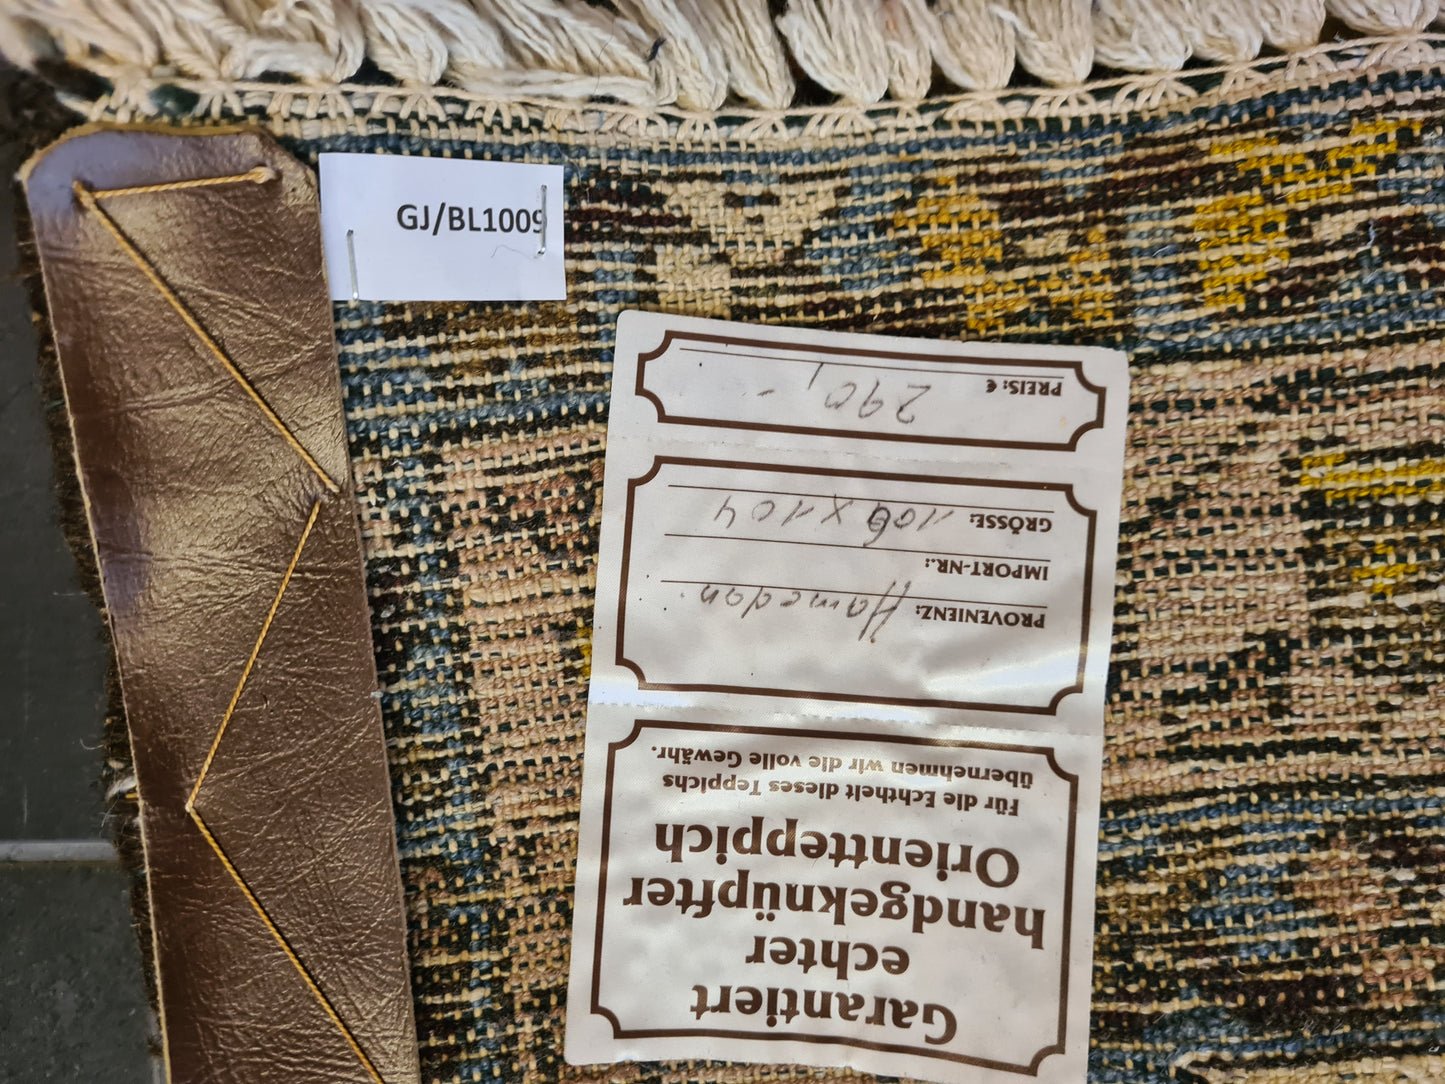 GJ/BL1009
Garantiert
echter
handgeknüpfter
Orientteppich
Für die Echtheit dieses Teppichs
übernehmen wir die volle Gewähr.
PROVENIENZ: Hamedan
IMPORT-NR.:
GRÖSSE: 106 x 104
PREIS: € 290,-